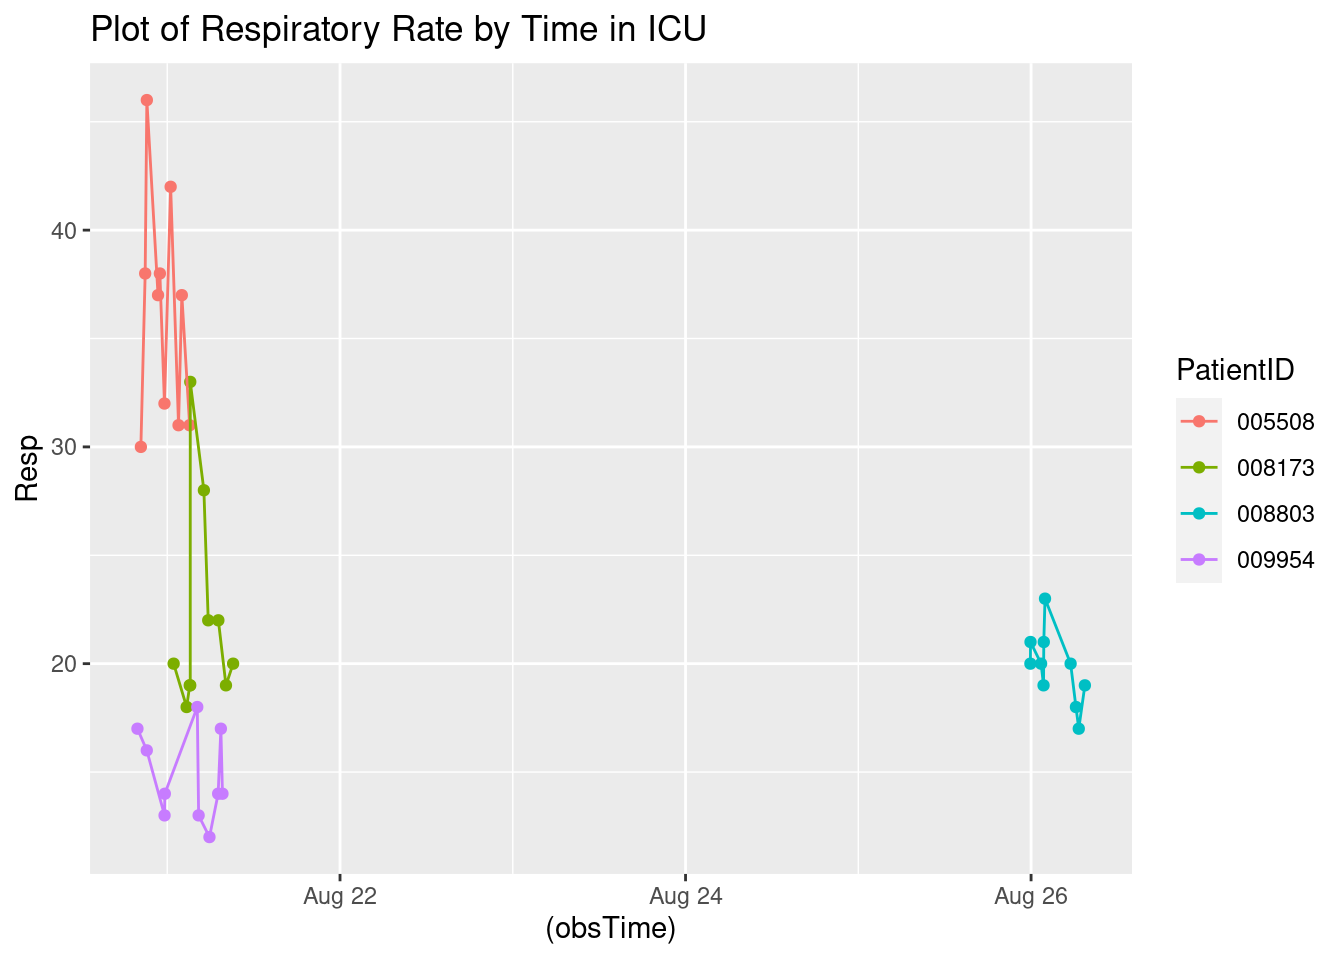 Plot of Respiratory Rate by Time in ICU
40
30
20
Resp
Aug 22
Aug 24
Aug 26
(obsTime)
PatientID
005508
008173
008803
009954